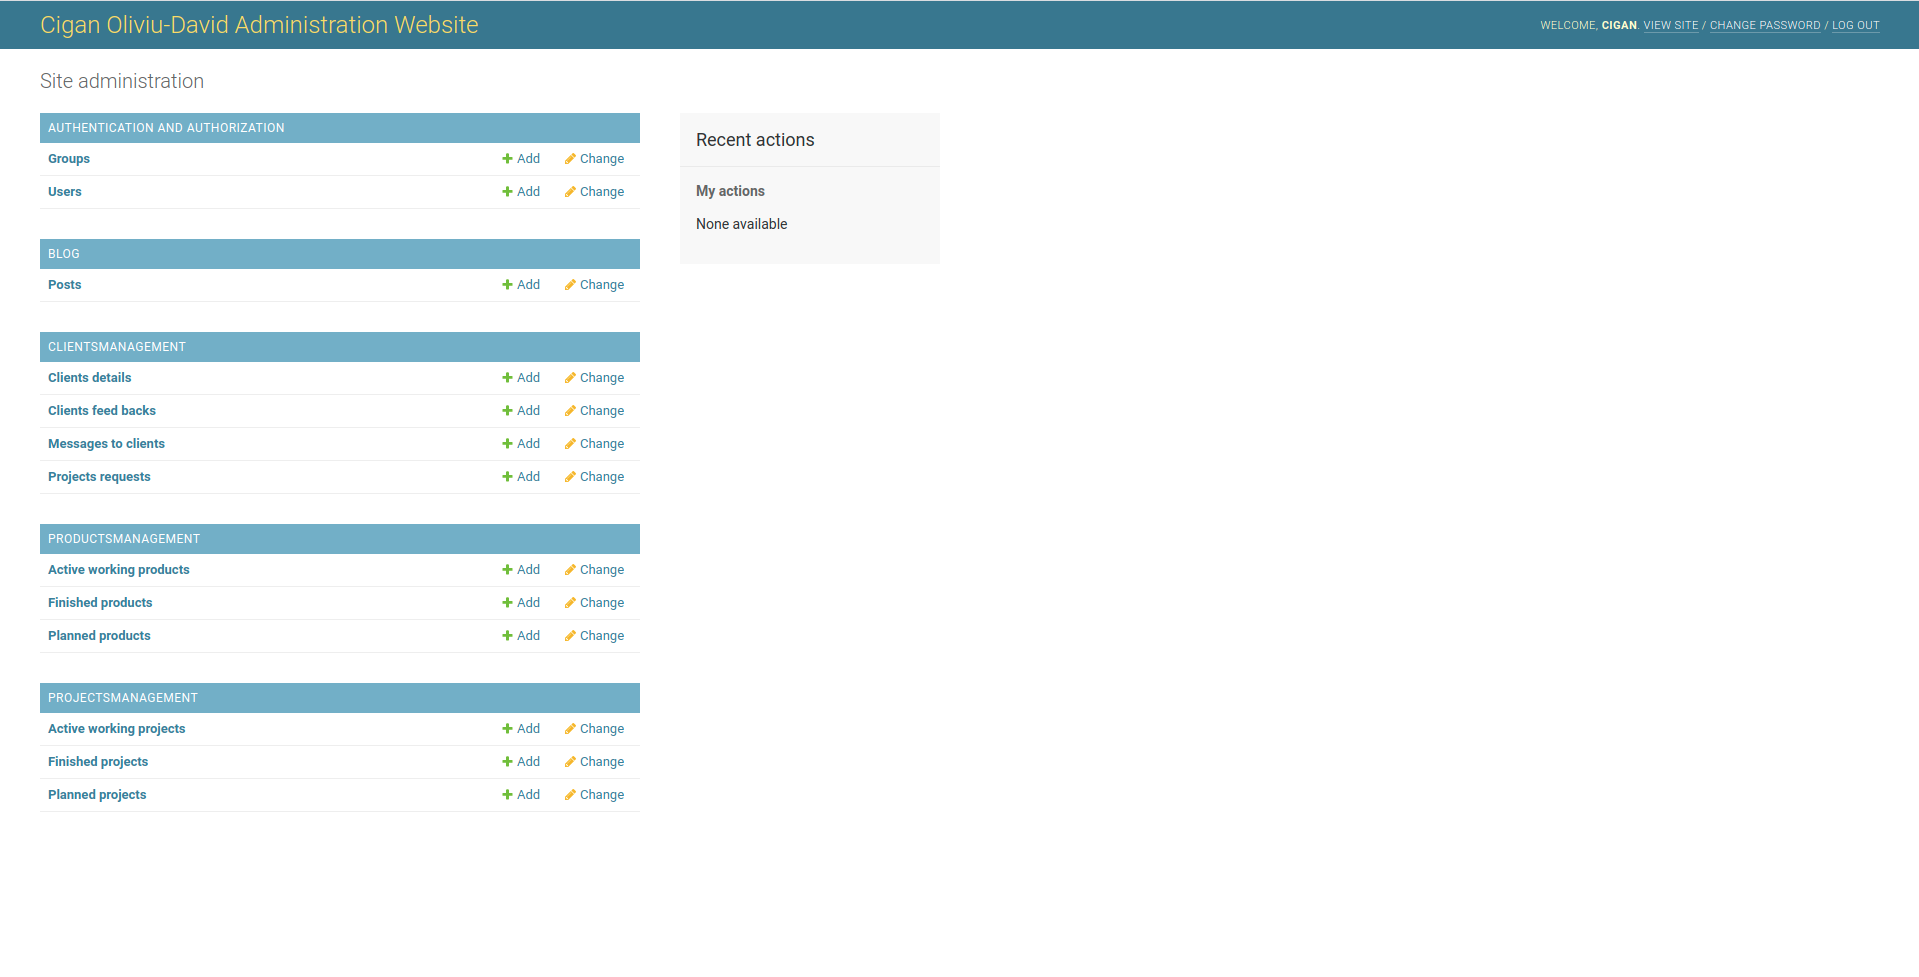 Cigan Oliviu-David Administration Website
WELCOME, CIGAN. VIEW SITE / CHANGE PASSWORD / LOG OUT
Site administration
AUTHENTICATION AND AUTHORIZATION
Groups Add Change
Users Add Change
BLOG
Posts Add Change
CLIENTSMANAGEMENT
Clients details Add Change
Clients feed backs Add Change
Messages to clients Add Change
Projects requests Add Change
PRODUCTSMANAGEMENT
Active working products Add Change
Finished products Add Change
Planned products Add Change
PROJECTSMANAGEMENT
Active working projects Add Change
Finished projects Add Change
Planned projects Add Change
Recent actions
My actions
None available